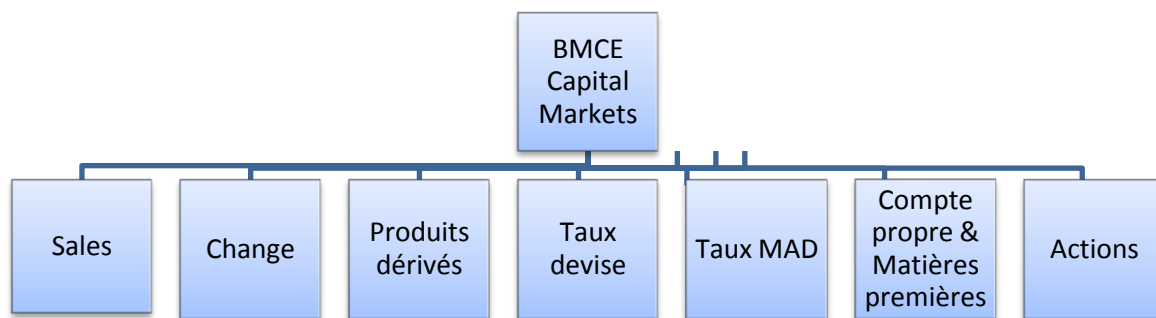 BMCE
Capital
Markets
Sales
Change
Produits
dérivés
Taux
devise
Taux MAD
Compte
propre &
Matières
premières
Actions